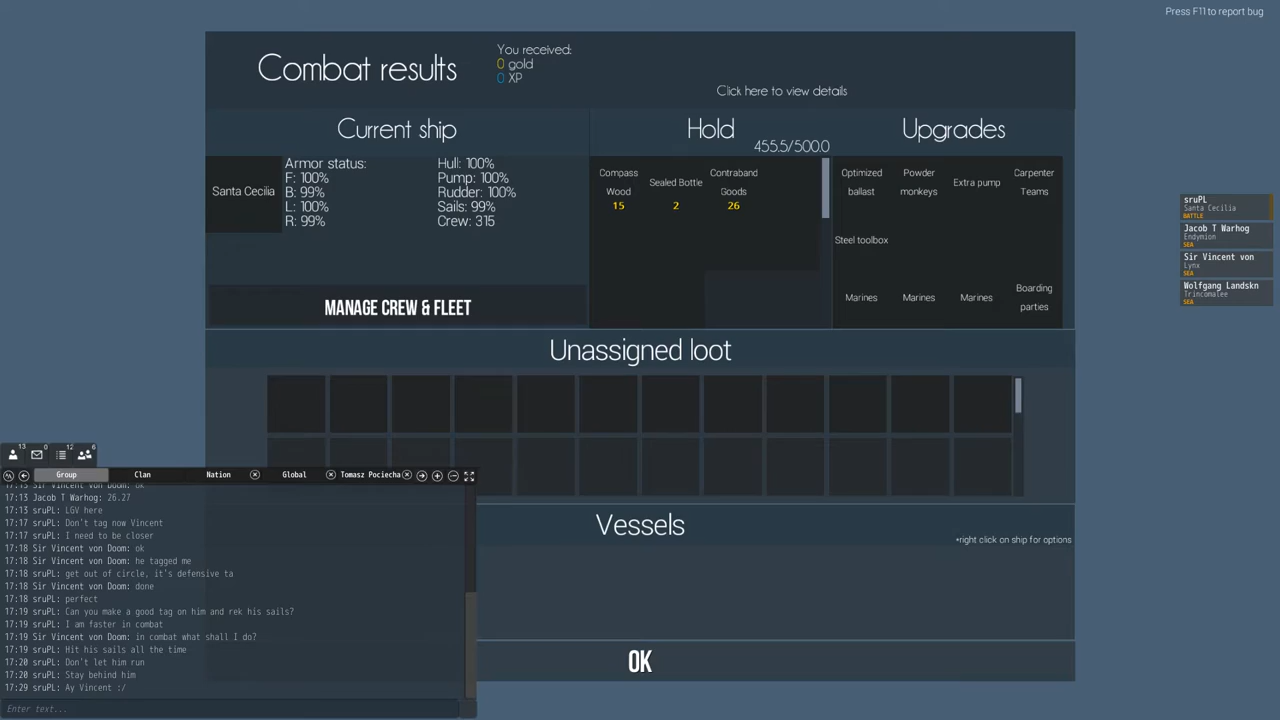 Press F11 to report bug
Combat results
You received:
0 gold
0 XP
Click here to view details
Current ship
Hold
455.5/500.0
Upgrades
Santa Cecilia
Armor status:
F: 100%
B: 99%
L: 100%
R: 99%
Hull: 100%
Pump: 100%
Rudder: 100%
Sails: 99%
Crew: 315
Compass Wood
15
Sealed Bottle
2
Contraband Goods
26
Optimized ballast
Powder monkeys
Extra pump
Carpenter Teams
Steel toolbox
Marines
Marines
Marines
Boarding parties
MANAGE CREW & FLEET
sruPL
Santa Cecilia
BATTLE
Jacob T Warhog
Endymion
SEA
Sir Vincent von
Lynx
SEA
Wolfgang Landskn
Trincomalee
SEA
Unassigned loot
13
0
12
6
Group
Clan
Nation
Global
Tomasz Pociecha
17:13 Sir Vincent von Doom: ok
17:13 Jacob T Warhog: 26.27
17:13 sruPL: LGV here
17:17 sruPL: Don't tag now Vincent
17:17 sruPL: I need to be closer
17:18 Sir Vincent von Doom: ok
17:18 Sir Vincent von Doom: he tagged me
17:18 sruPL: get out of circle, it's defensive ta
17:18 Sir Vincent von Doom: done
17:18 sruPL: perfect
17:19 sruPL: Can you make a good tag on him and rek his sails?
17:19 sruPL: I am faster in combat
17:19 Sir Vincent von Doom: in combat what shall I do?
17:19 sruPL: Hit his sails all the time
17:20 sruPL: Don't let him run
17:20 sruPL: Stay behind him
17:29 sruPL: Ay Vincent :/
Enter text...
Vessels
*right click on ship for options
OK